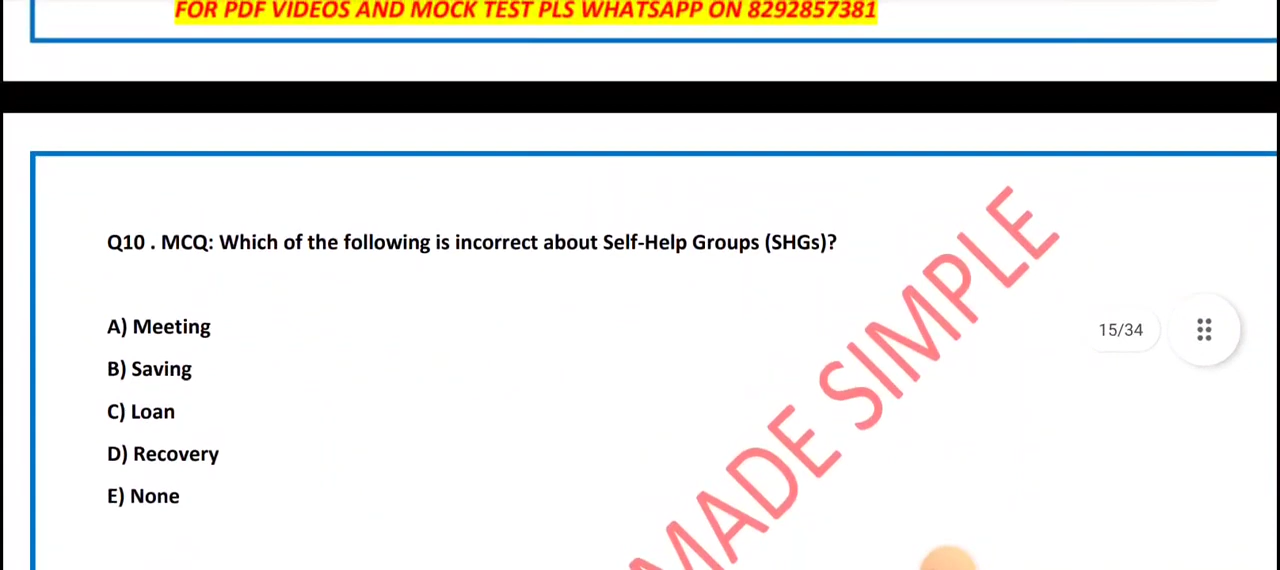 FOR PDF VIDEOS AND MOCK TEST PLS WHATSAPP ON 8292857381
Q10 . MCQ: Which of the following is incorrect about Self-Help Groups (SHGs)?
A) Meeting
15/34
B) Saving
C) Loan
D) Recovery
E) None
MADE SIMPLE